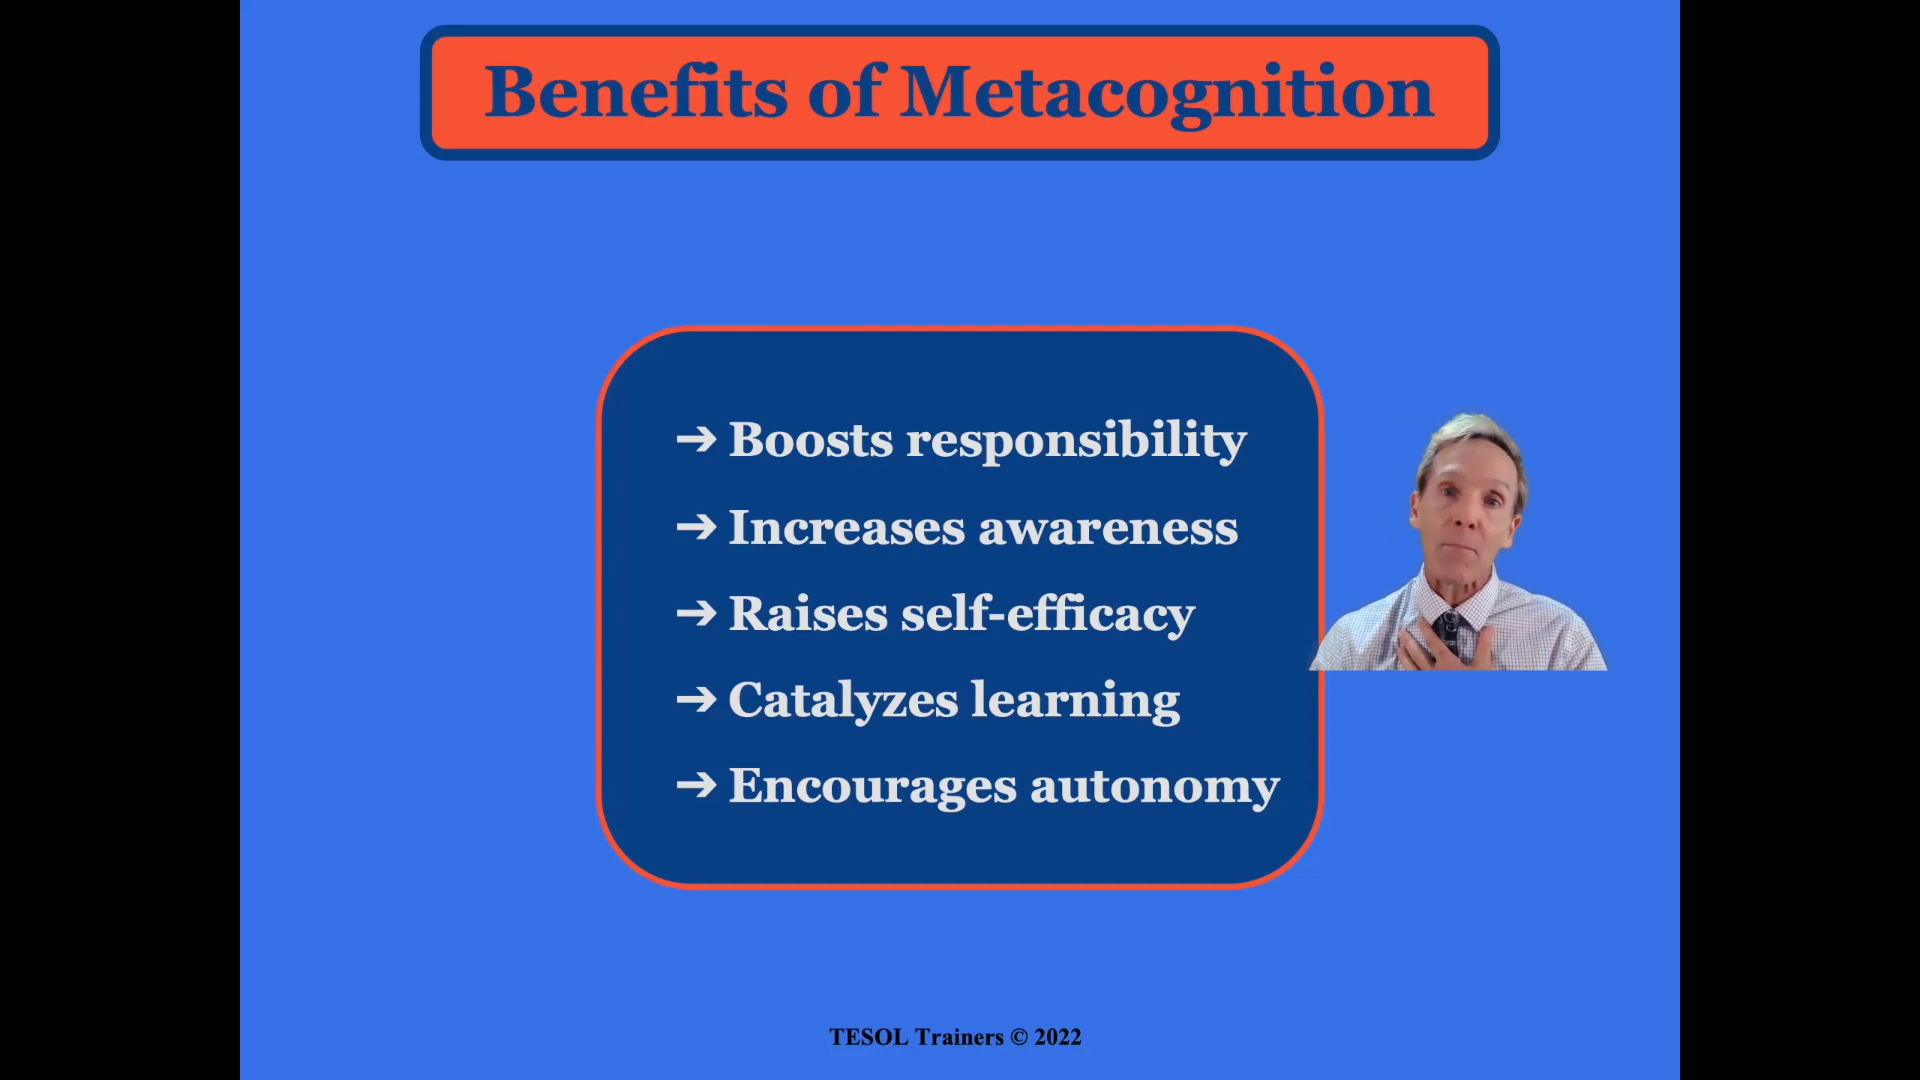 Benefits of Metacognition
➔ Boosts responsibility
➔ Increases awareness
➔ Raises self-efficacy
➔ Catalyzes learning
➔ Encourages autonomy
TESOL Trainers © 2022